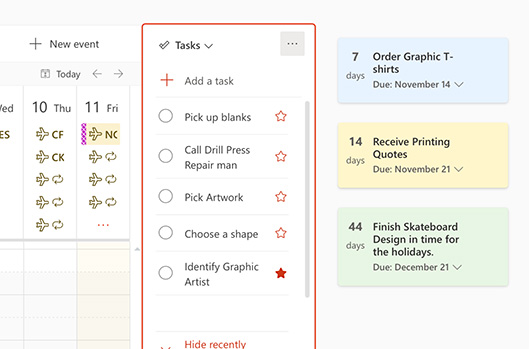 New event
Tasks
...
Today
Add a task
7
days
Order Graphic T-
shirts
Due: November 14
10 Thu
11 Fri
Pick up blanks
CF
Call Drill Press
Repair man
CK
14
days
Receive Printing
Quotes
Due: November 21
Pick Artwork
...
Choose a shape
44
days
Finish Skateboard
Design in time for
the holidays.
Due: December 21
Identify Graphic
Artist
Hide recently